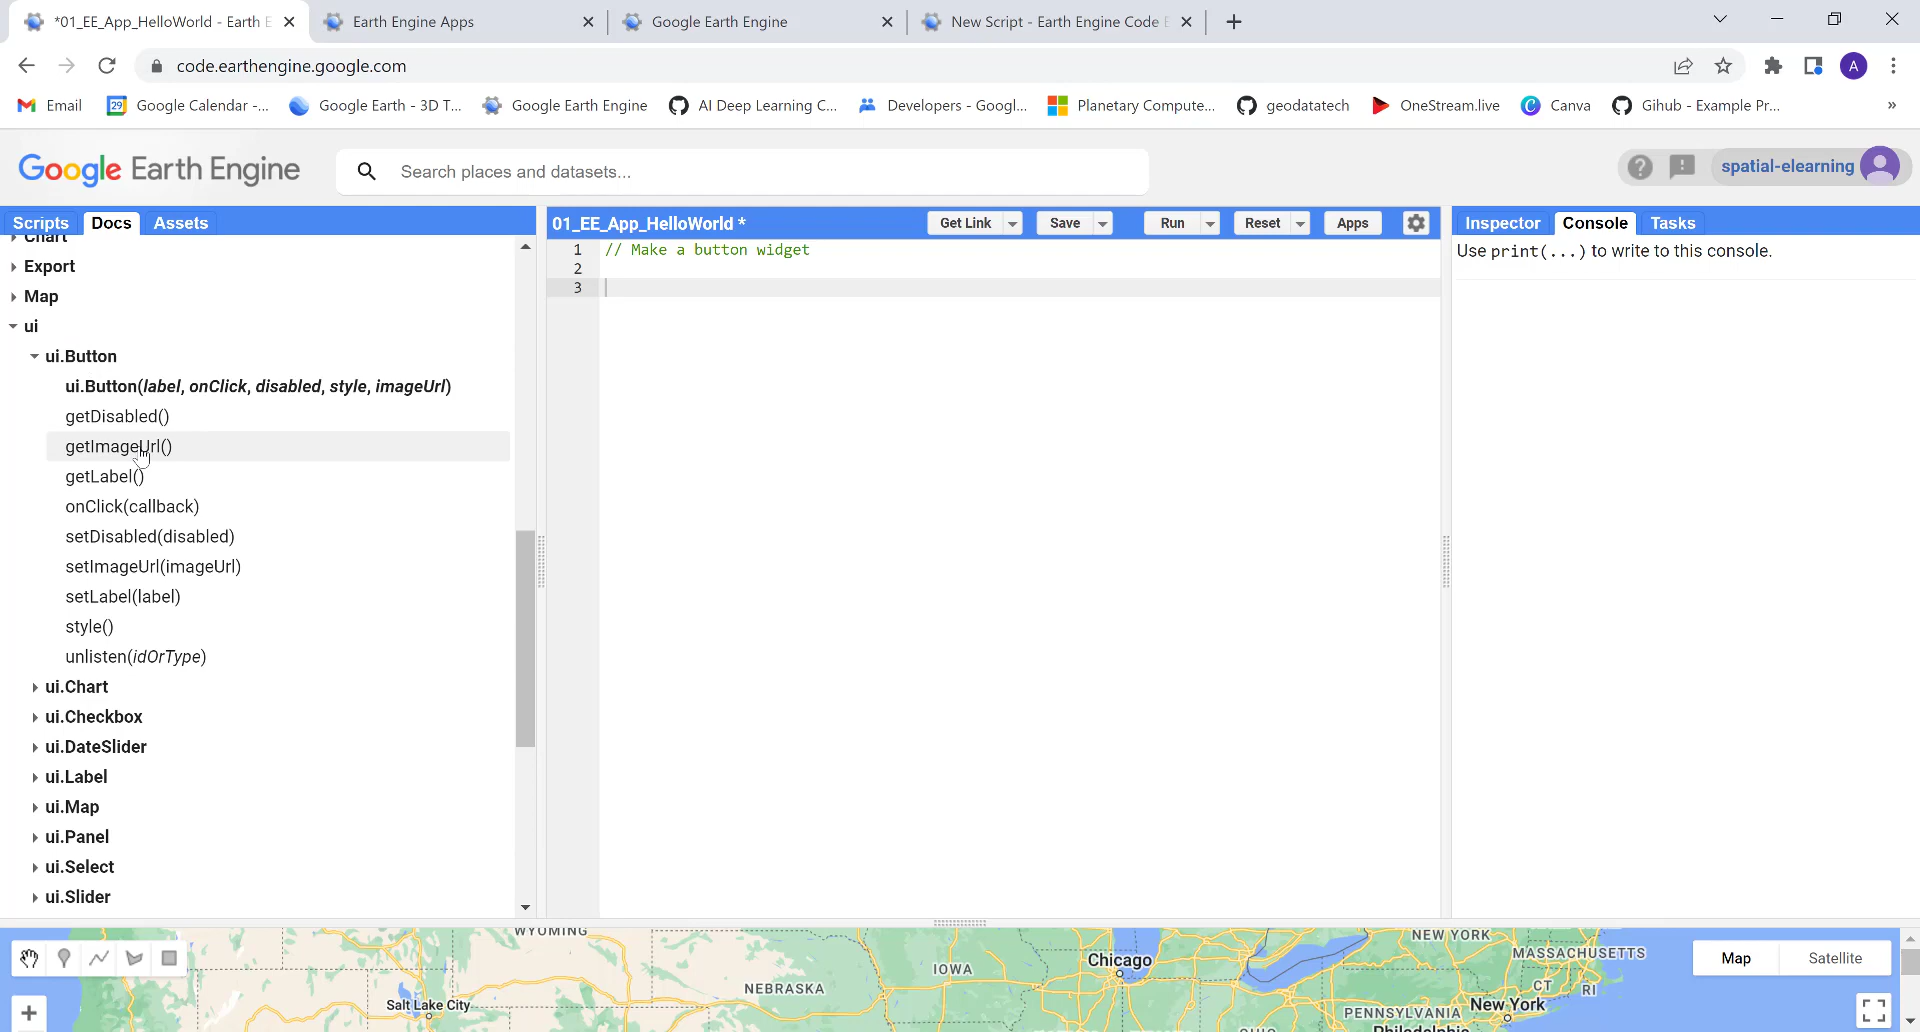 *01_EE_App_HelloWorld - Earth E
Earth Engine Apps
Google Earth Engine
New Script - Earth Engine Code E
code.earthengine.google.com
A
Email
29
Google Calendar -...
Google Earth - 3D T...
Google Earth Engine
AI Deep Learning C...
Developers - Googl...
Planetary Compute...
geodatatech
OneStream.live
Canva
Gihub - Example Pr...
»
Google Earth Engine
Search places and datasets...
spatial-elearning
Scripts
Docs
Assets
01_EE_App_HelloWorld *
Get Link
Save
Run
Reset
Apps
Inspector
Console
Tasks
Chart
Export
Map
ui
ui.Button
ui.Button(label, onClick, disabled, style, imageUrl)
getDisabled()
getImageUrl()
getLabel()
onClick(callback)
setDisabled(disabled)
setImageUrl(imageUrl)
setLabel(label)
style()
unlisten(idOrType)
ui.Chart
ui.Checkbox
ui.DateSlider
ui.Label
ui.Map
ui.Panel
ui.Select
ui.Slider
1 // Make a button widget
2
3
Use print(...) to write to this console.
WYOMING
Salt Lake City
NEBRASKA
IOWA
Chicago
NEW YORK
MASSACHUSETTS
CT
RI
New York
PENNSYLVANIA
Philadelphia
OHIO
Map
Satellite